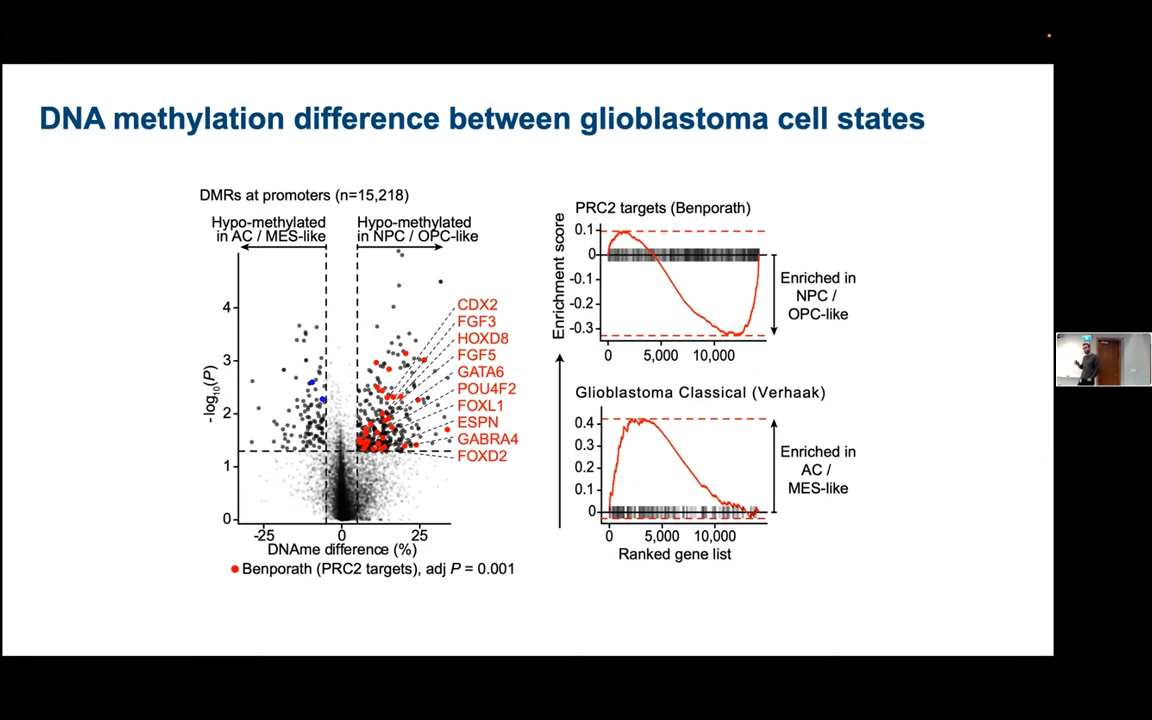 DNA methylation difference between glioblastoma cell states
DMRs at promoters (n=15,218)
Hypo-methylated
in AC / MES-like
Hypo-methylated
in NPC / OPC-like
-log10(P)
4
3
2
1
0
-25
0
25
DNAme difference (%)
CDX2
FGF3
HOXD8
FGF5
GATA6
POU4F2
FOXL1
ESPN
GABRA4
FOXD2
Benporath (PRC2 targets), adj P = 0.001
PRC2 targets (Benporath)
Enrichment score
0.1
0
-0.1
-0.2
-0.3
0
5,000
10,000
Enriched in
NPC /
OPC-like
Glioblastoma Classical (Verhaak)
0.4
0.3
0.2
0.1
0
0
5,000
10,000
Ranked gene list
Enriched in
AC /
MES-like